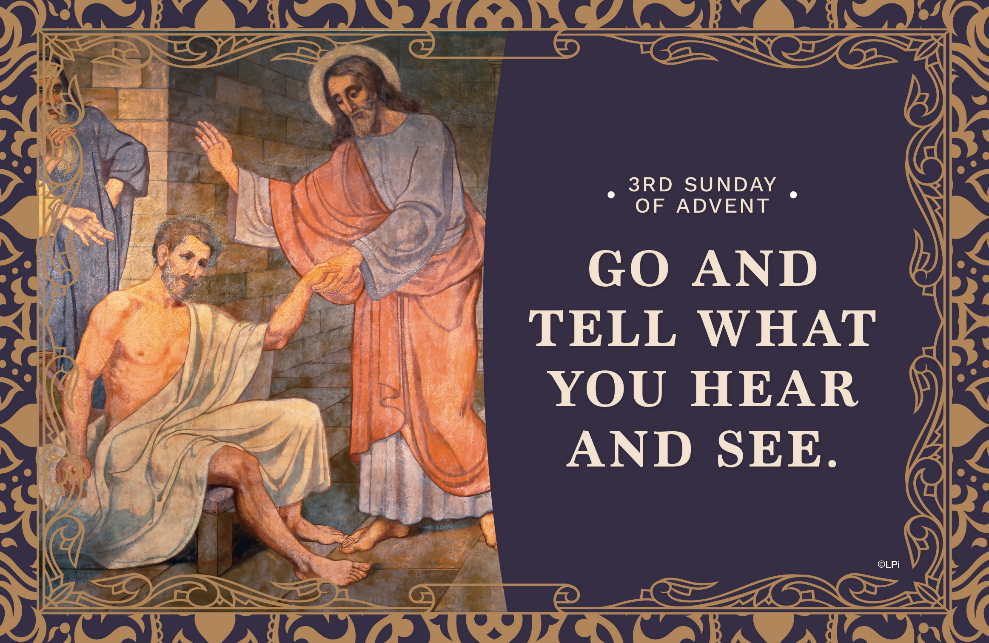 3RD SUNDAY
OF ADVENT
GO AND
TELL WHAT
YOU HEAR
AND SEE.
©LPi